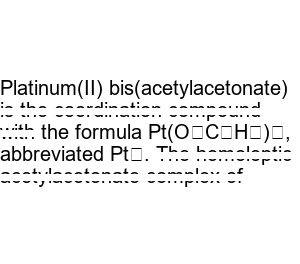 Platinum(II) bis(acetylacetonate)
is the coordination compound
with the formula Pt(O□C□H□)□,
abbreviated Pt□. The homoleptic
acetylacetonate complex of